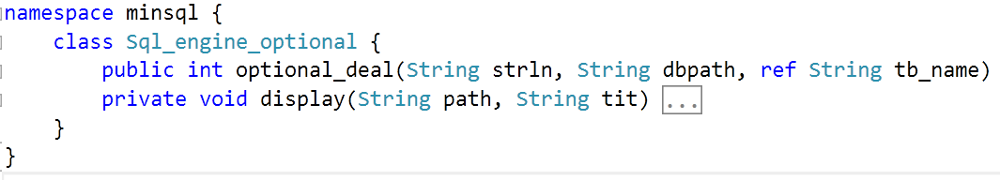 namespace minsql {
    class Sql_engine_optional {
        public int optional_deal(String strln, String dbpath, ref String tb_name)
        private void display(String path, String tit) ...
    }
}